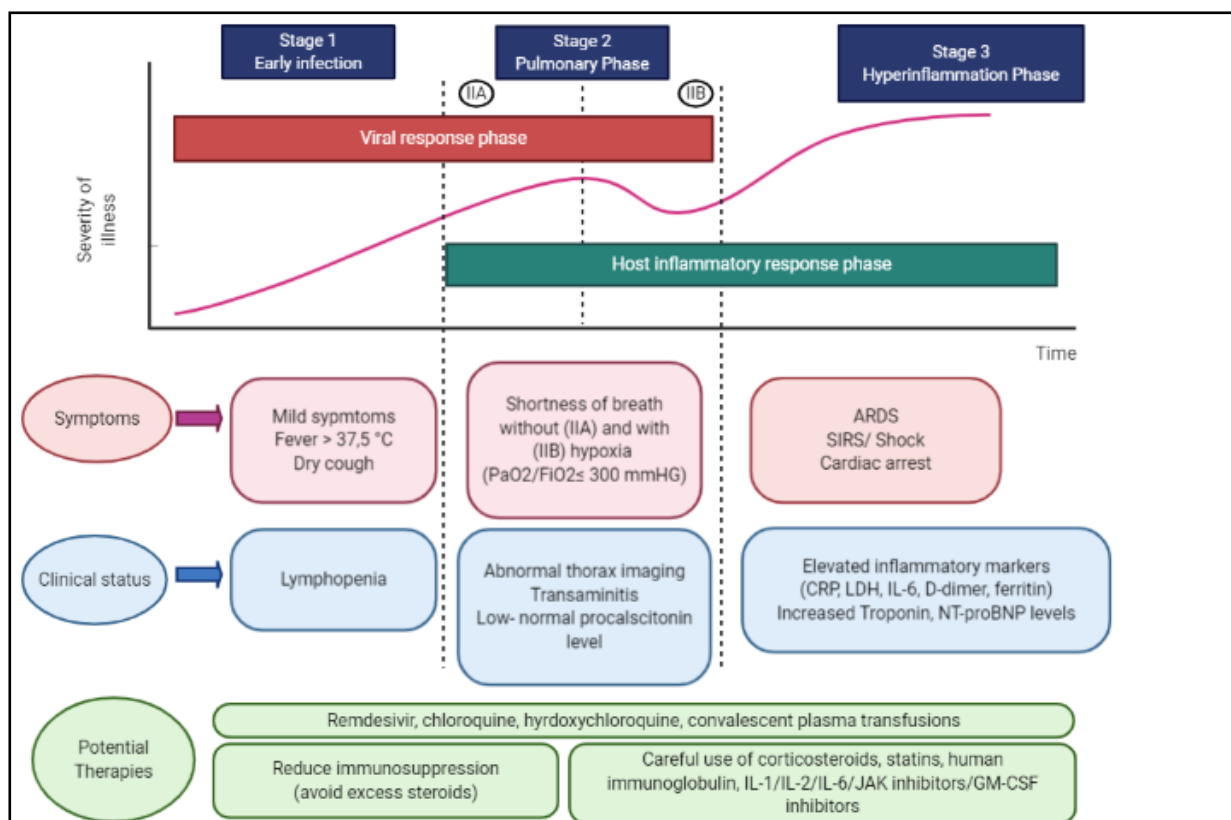 Stage 1
Early infection
Stage 2
Pulmonary Phase
Stage 3
Hyperinflammation Phase
IIA
IIB
Viral response phase
Severity of
illness
Host inflammatory response phase
Time
Symptoms
Mild sypmtoms
Fever > 37,5 °C
Dry cough
Shortness of breath
without (IIA) and with
(IIB) hypoxia
(PaO2/FiO2≤ 300 mmHG)
ARDS
SIRS/ Shock
Cardiac arrest
Clinical status
Lymphopenia
Abnormal thorax imaging
Transaminitis
Low- normal procalscitonin
level
Elevated inflammatory markers
(CRP, LDH, IL-6, D-dimer, ferritin)
Increased Troponin, NT-proBNP levels
Potential
Therapies
Remdesivir, chloroquine, hyrdoxychloroquine, convalescent plasma transfusions
Reduce immunosuppression
(avoid excess steroids)
Careful use of corticosteroids, statins, human
immunoglobulin, IL-1/IL-2/IL-6/JAK inhibitors/GM-CSF
inhibitors